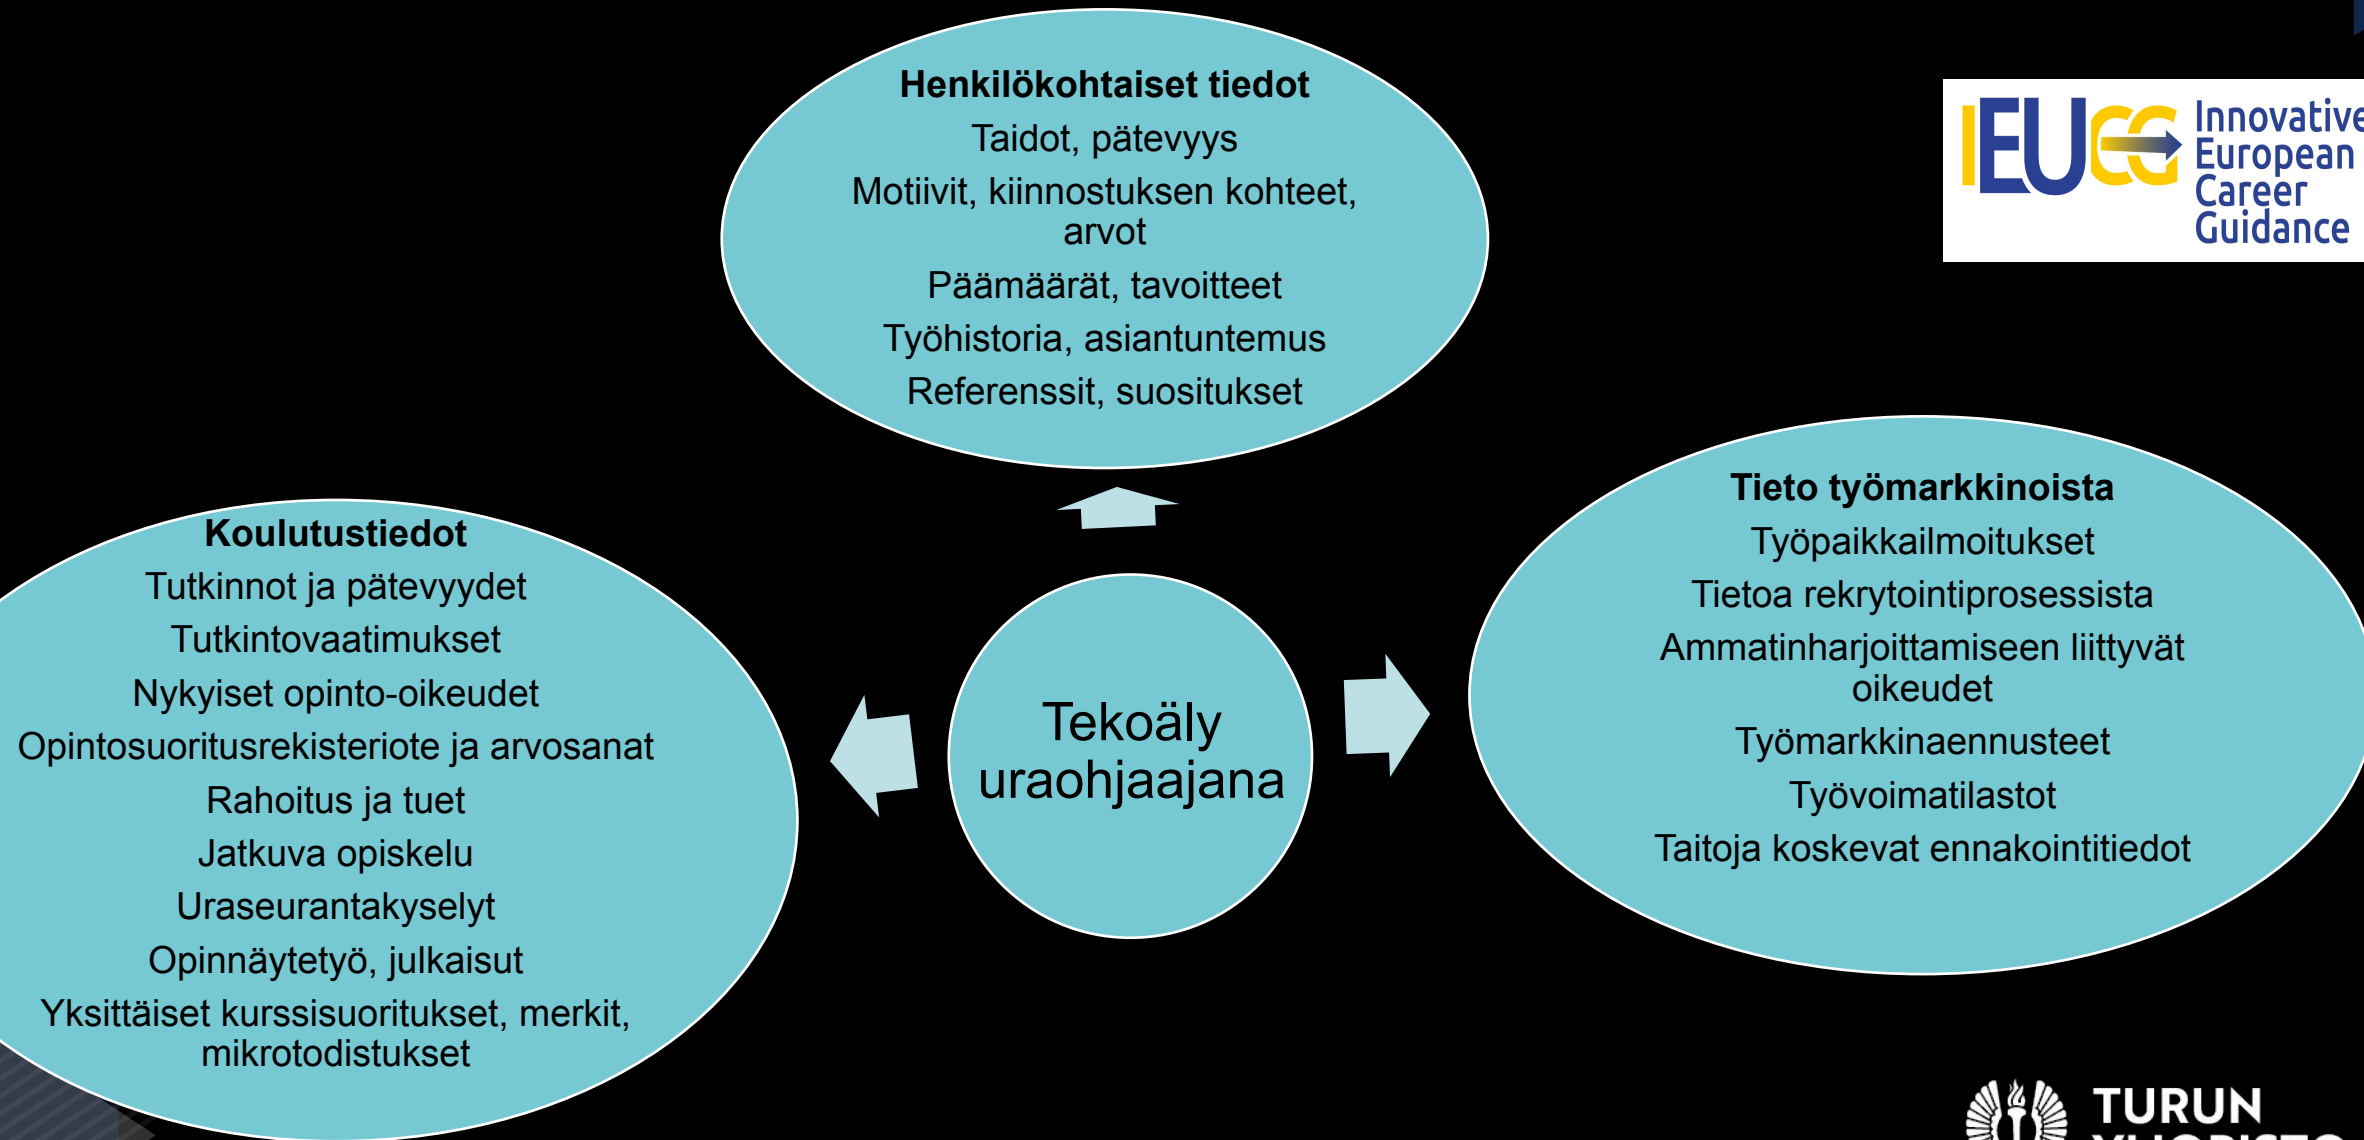 Henkilökohtaiset tiedot
Taidot, pätevyys
Motiivit, kiinnostuksen kohteet,
arvot
Päämäärät, tavoitteet
Työhistoria, asiantuntemus
Referenssit, suositukset
IEUCG
Innovative
European
Career
Guidance
Koulutustiedot
Tutkinnot ja pätevyydet
Tutkintovaatimukset
Nykyiset opinto-oikeudet
Opintosuoritusrekisteriote ja arvosanat
Rahoitus ja tuet
Jatkuva opiskelu
Uraseurantakyselyt
Opinnäytetyö, julkaisut
Yksittäiset kurssisuoritukset, merkit,
mikrotodistukset
Tekoäly
uraohjaajana
Tieto työmarkkinoista
Työpaikkailmoitukset
Tietoa rekrytointiprosessista
Ammatinharjoittamiseen liittyvät
oikeudet
Työmarkkinaennusteet
Työvoimatilastot
Taitoja koskevat ennakointitiedot
TURUN
YLIOPISTO